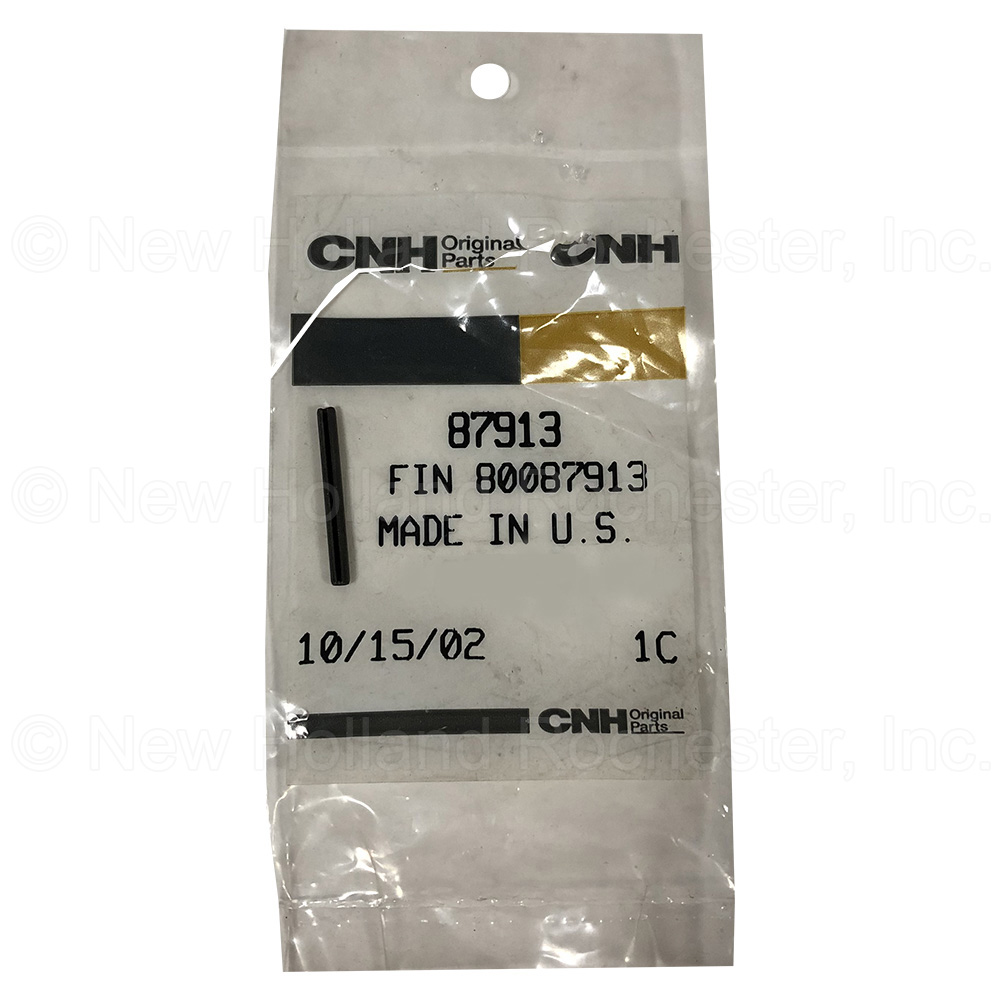 © New Holland Rochester, Inc.
CNH Original Parts CNH
87913
© New Holland Rochester, Inc.
FIN 80087913
MADE IN U.S.
10/15/02 1C
CNH Original Parts
© New Holland Rochester, Inc.